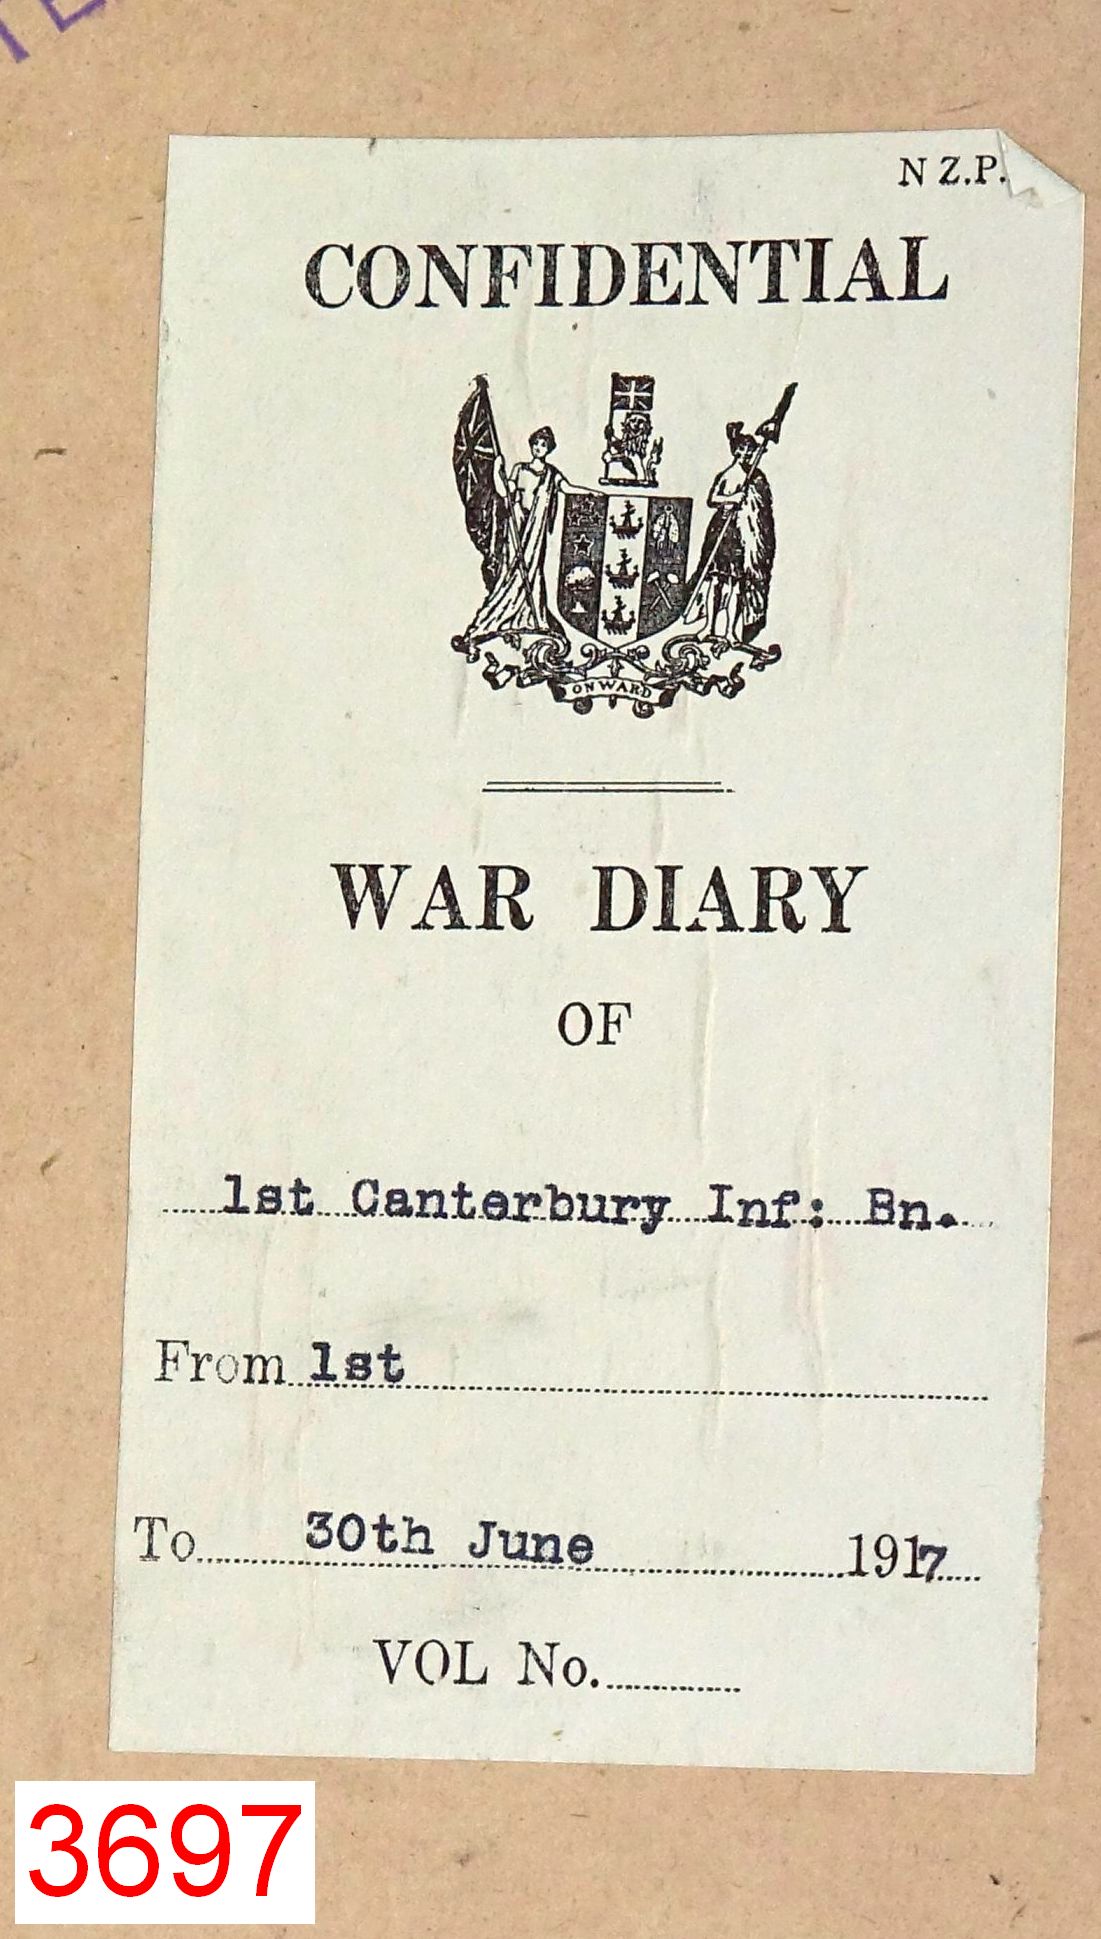 N Z.P.
CONFIDENTIAL
ONWARD
WAR DIARY
OF
1st Canterbury Inf: Bn.
From 1st
To 30th June 1917
VOL No.
3697